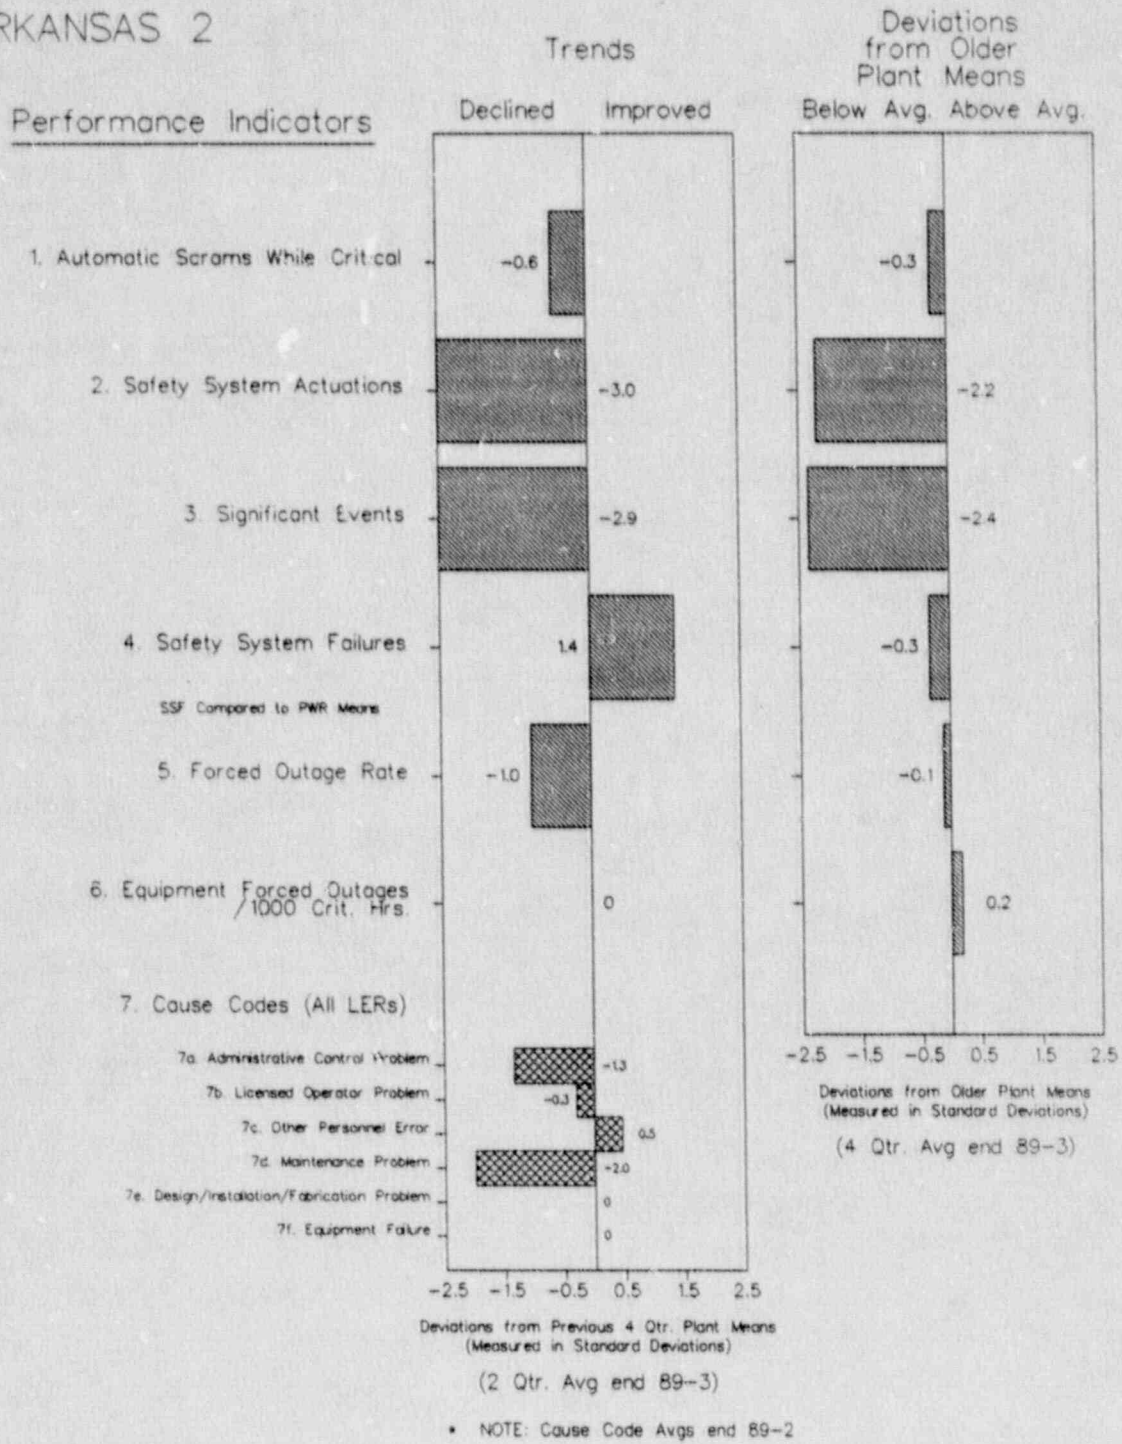 RKANSAS 2
Trends
Deviations
from Older
Plant Means
Performance Indicators
Declined Improved
Below Avg. Above Avg.
1. Automatic Scrams While Crit cal
-0.6
-0.3
2. Safety System Actuations
-3.0
-2.2
3. Significant Events
-2.9
-2.4
4. Safety System Failures
1.4
-0.3
SSF Compared to PWR Means
5. Forced Outage Rate
-1.0
-0.1
6. Equipment Forced Outages
/1000 Crit. Hrs.
0
0.2
7. Cause Codes (All LERs)
7a. Administrative Control Problem
-1.3
7b. Licensed Operator Problem
-0.3
7c. Other Personnel Error
0.5
7d. Maintenance Problem
-2.0
7e. Design/Installation/Fabrication Problem
0
7f. Equipment Failure
0
-2.5 -1.5 -0.5 0.5 1.5 2.5
Deviations from Older Plant Means
(Measured in Standard Deviations)
(4 Qtr. Avg end 89-3)
-2.5 -1.5 -0.5 0.5 1.5 2.5
Deviations from Previous 4 Qtr. Plant Means
(Measured in Standard Deviations)
(2 Qtr. Avg end 89-3)
• NOTE: Cause Code Avgs end 89-2